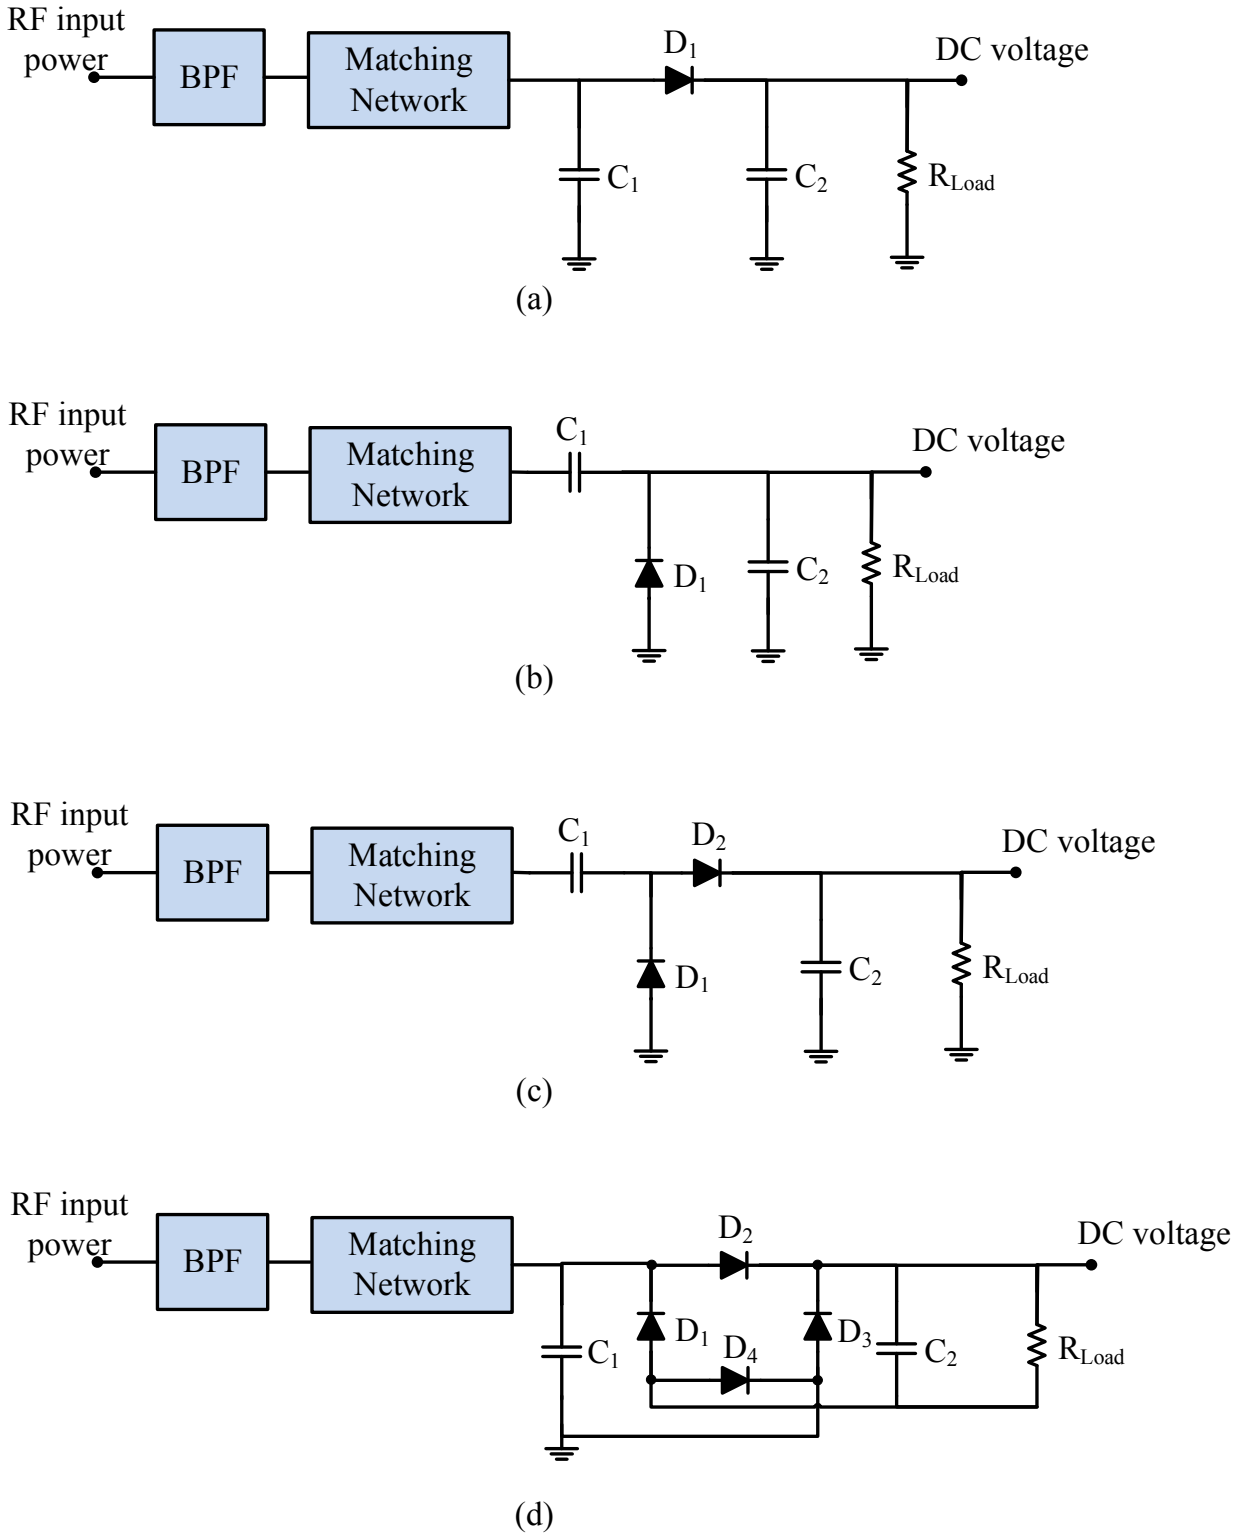 RF input
power
BPF
Matching
Network
D1
DC voltage
C1
C2
RLoad
(a)
RF input
power
BPF
Matching
Network
C1
DC voltage
D1
C2
RLoad
(b)
RF input
power
BPF
Matching
Network
C1
D2
DC voltage
D1
C2
RLoad
(c)
RF input
power
BPF
Matching
Network
D2
DC voltage
C1
D1
D4
D3
C2
RLoad
(d)